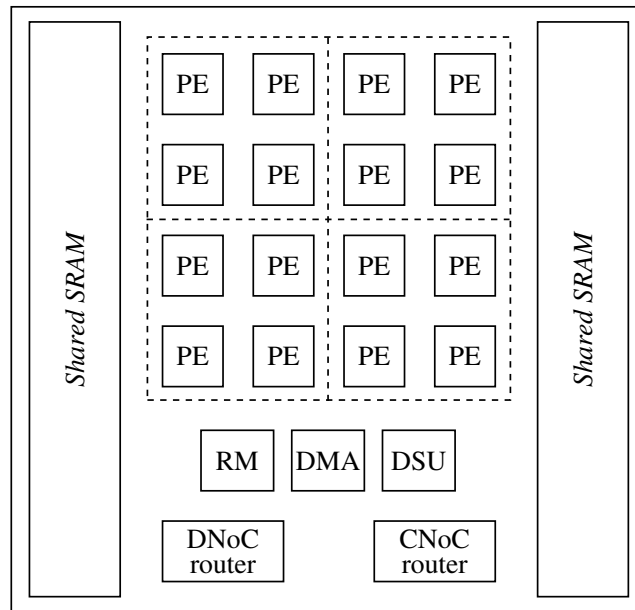 PE PE PE PE
PE PE PE PE
PE PE PE PE
PE PE PE PE
Shared SRAM
Shared SRAM
RM DMA DSU
DNoC
router
CNoC
router